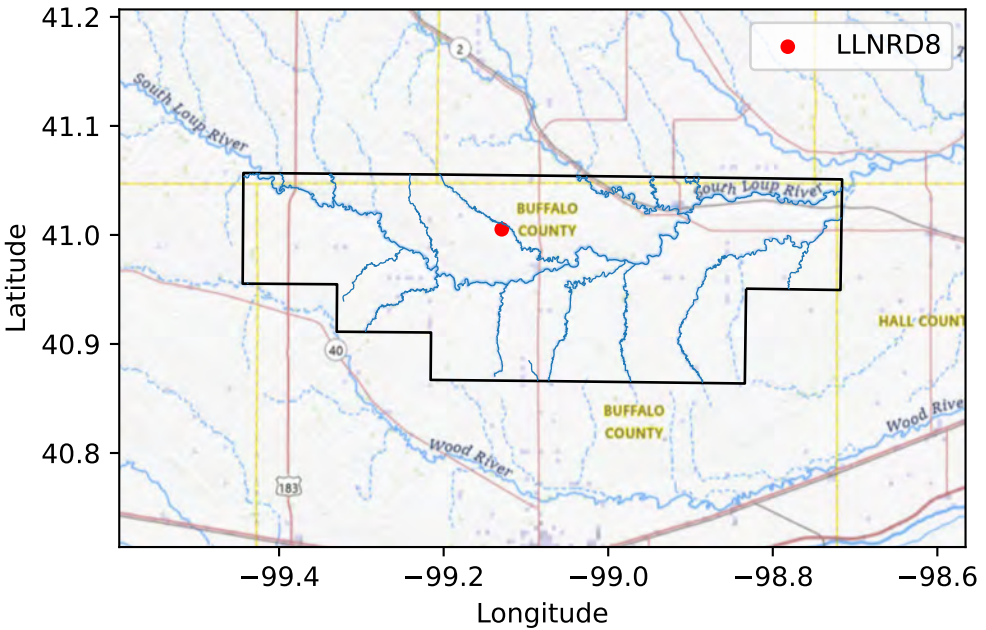 41.2
41.1
41.0
40.9
40.8
Latitude
LLNRD8
2
South Loup River
BUFFALO
COUNTY
outh Loup River
HALL COUNT
40
BUFFALO
COUNTY
Wood River
Wood Rive
183
−99.4
−99.2
−99.0
−98.8
−98.6
Longitude